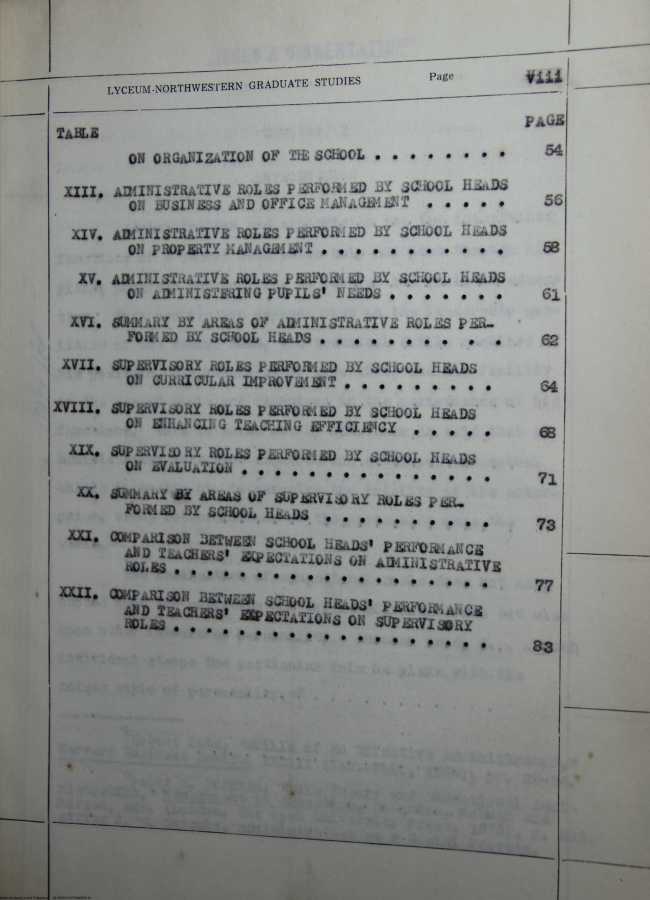 LYCEUM-NORTHWESTERN GRADUATE STUDIES Page viii
TABLE PAGE
ON ORGANIZATION OF THE SCHOOL . . . . . . . . 54
XIII. ADMINISTRATIVE ROLES PERFORMED BY SCHOOL HEADS
ON BUSINESS AND OFFICE MANAGEMENT . . . . . 56
XIV. ADMINISTRATIVE ROLES PERFORMED BY SCHOOL HEADS
ON PROPERTY MANAGEMENT . . . . . . . . . . . 58
XV. ADMINISTRATIVE ROLES PERFORMED BY SCHOOL HEADS
ON ADMINISTERING PUPILS' NEEDS . . . . . . . 61
XVI. SUMMARY BY AREAS OF ADMINISTRATIVE ROLES PER-
FORMED BY SCHOOL HEADS . . . . . . . . . . . 62
XVII. SUPERVISORY ROLES PERFORMED BY SCHOOL HEADS
ON CURRICULAR IMPROVEMENT . . . . . . . . . 64
XVIII. SUPERVISORY ROLES PERFORMED BY SCHOOL HEADS
ON ENHANCING TEACHING EFFICIENCY . . . . . 68
XIX. SUPERVISORY ROLES PERFORMED BY SCHOOL HEADS
ON EVALUATION . . . . . . . . . . . . . . . 71
XX. SUMMARY BY AREAS OF SUPERVISORY ROLES PER-
FORMED BY SCHOOL HEADS . . . . . . . . . . 73
XXI. COMPARISON BETWEEN SCHOOL HEADS' PERFORMANCE
AND TEACHERS' EXPECTATIONS ON ADMINISTRATIVE
ROLES . . . . . . . . . . . . . . . . . . . 77
XXII. COMPARISON BETWEEN SCHOOL HEADS' PERFORMANCE
AND TEACHERS' EXPECTATIONS ON SUPERVISORY
ROLES . . . . . . . . . . . . . . . . . . . 83